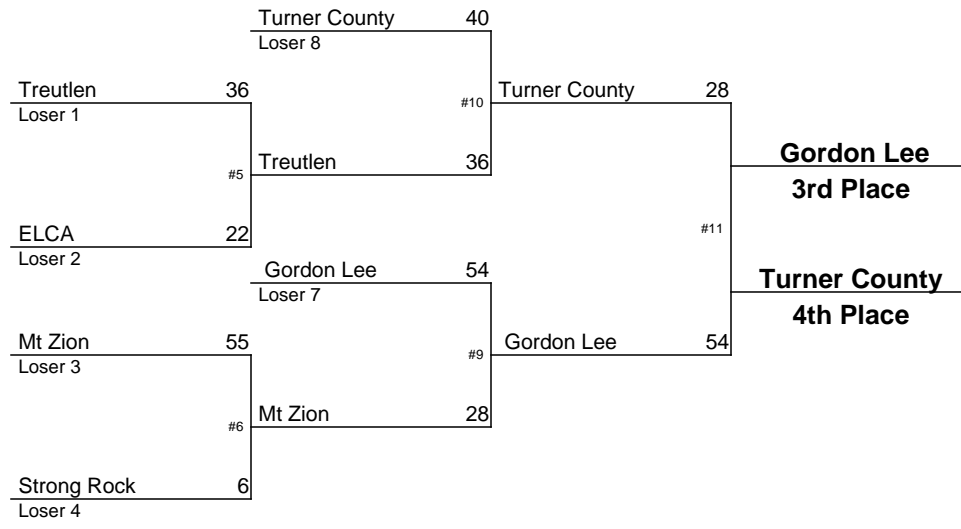 Turner County 40
Loser 8
Treutlen 36
Loser 1
#10
Turner County 28
Gordon Lee
3rd Place
#5
Treutlen 36
ELCA 22
Loser 2
#11
Gordon Lee 54
Loser 7
Turner County
4th Place
Mt Zion 55
Loser 3
#9
Gordon Lee 54
#6
Mt Zion 28
Strong Rock 6
Loser 4